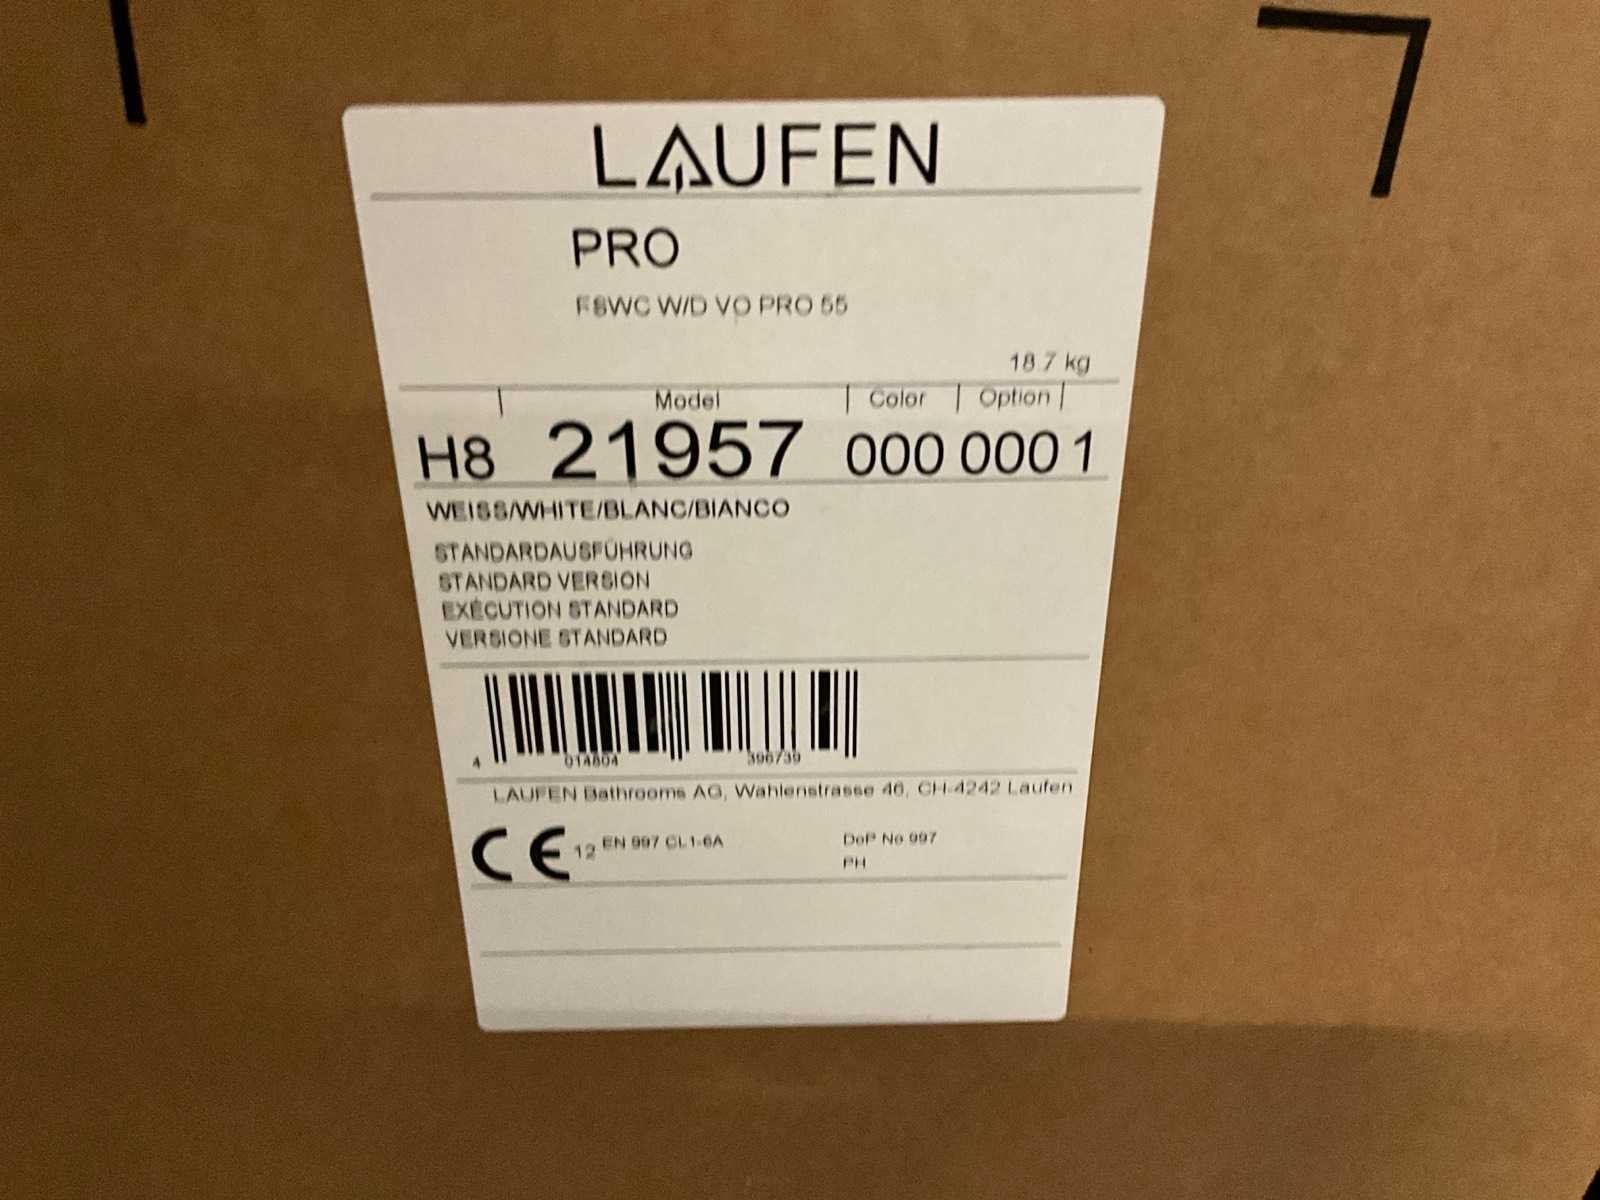 LAUFEN
PRO
FSWC W/D VO PRO 55
18.7 kg
Model Color Option
H8 21957 000 000 1
WEISS/WHITE/BLANC/BIANCO
STANDARDAUSFÜHRUNG
STANDARD VERSION
EXÉCUTION STANDARD
VERSIONE STANDARD
4 014804 396739
LAUFEN Bathrooms AG, Wahlenstrasse 46, CH-4242 Laufen
CE 12 EN 997 CL1-6A DoP No 997
PH